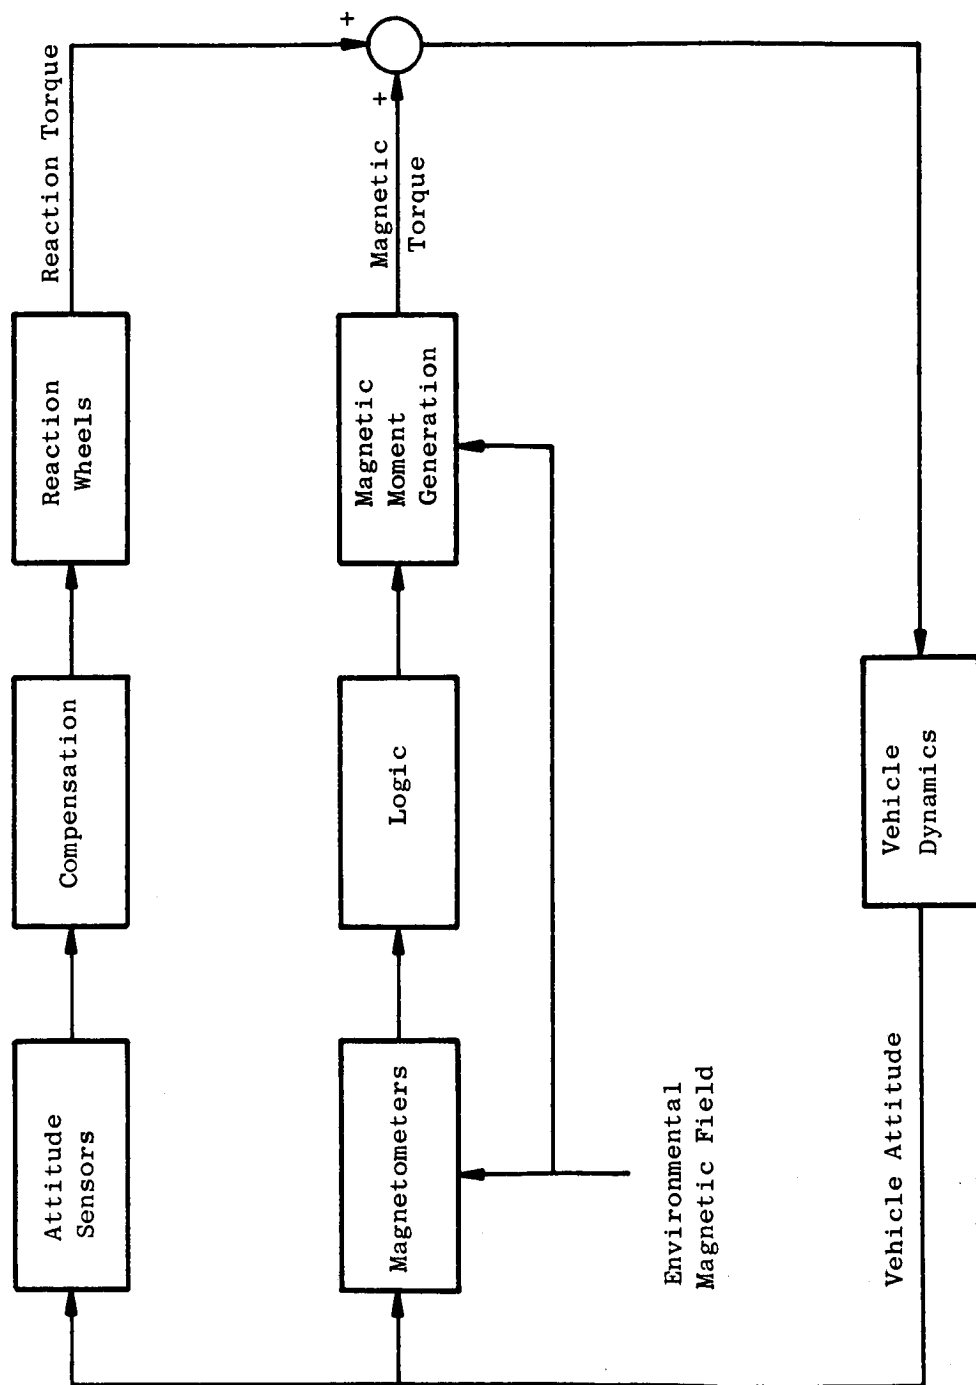 Attitude
Sensors
Compensation
Reaction
Wheels
Reaction Torque
+
Magnetometers
Logic
Magnetic
Moment
Generation
Magnetic
Torque
+
Environmental
Magnetic Field
Vehicle Attitude
Vehicle
Dynamics